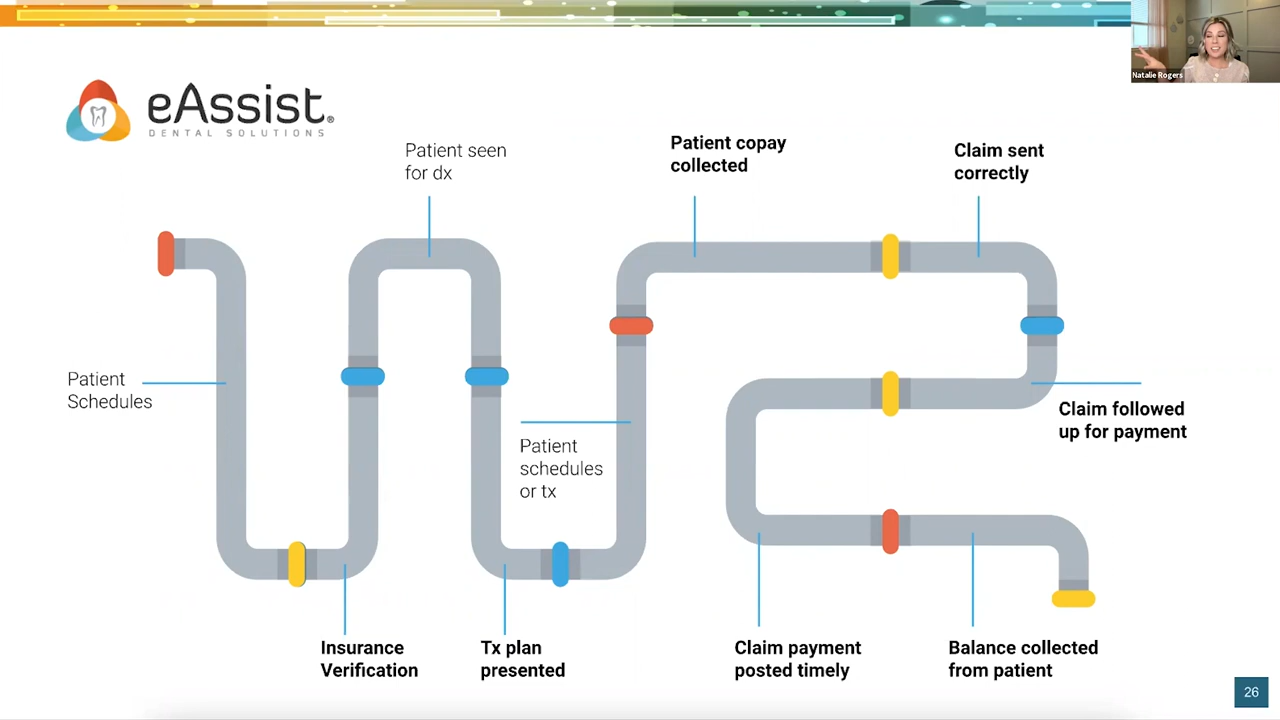 Natalie Rogers
eAssist®
DENTAL SOLUTIONS
Patient
Schedules
Insurance
Verification
Patient seen
for dx
Tx plan
presented
Patient
schedules
or tx
Patient copay
collected
Claim sent
correctly
Claim followed
up for payment
Claim payment
posted timely
Balance collected
from patient
26